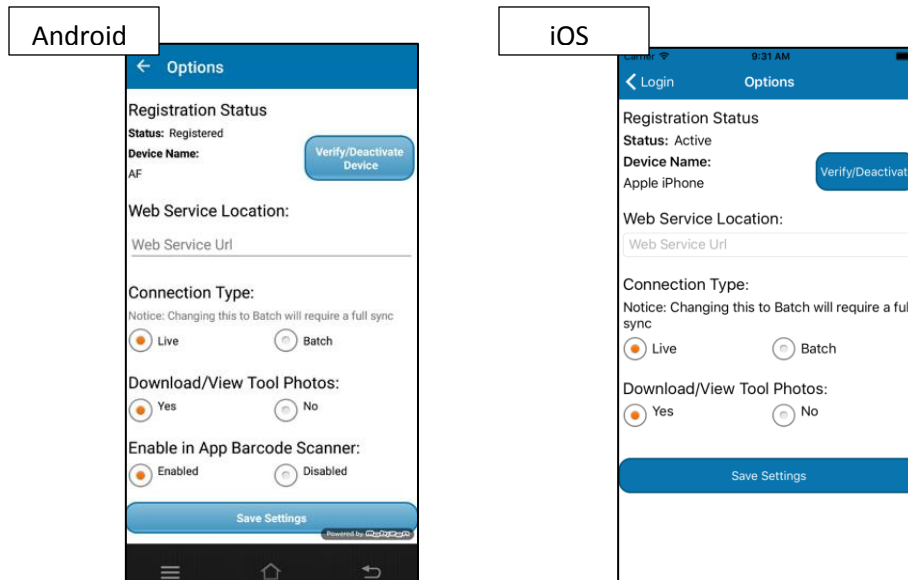 Android
Options
Registration Status
Status: Registered
Device Name:
AF
Verify/Deactivate
Device
Web Service Location:
Web Service Url
Connection Type:
Notice: Changing this to Batch will require a full sync
Live Batch
Download/View Tool Photos:
Yes No
Enable in App Barcode Scanner:
Enabled Disabled
Save Settings
Powered by
iOS
Carrier 9:31 AM
Login Options
Registration Status
Status: Active
Device Name:
Apple iPhone
Verify/Deactivat
Web Service Location:
Web Service Url
Connection Type:
Notice: Changing this to Batch will require a ful
sync
Live Batch
Download/View Tool Photos:
Yes No
Save Settings